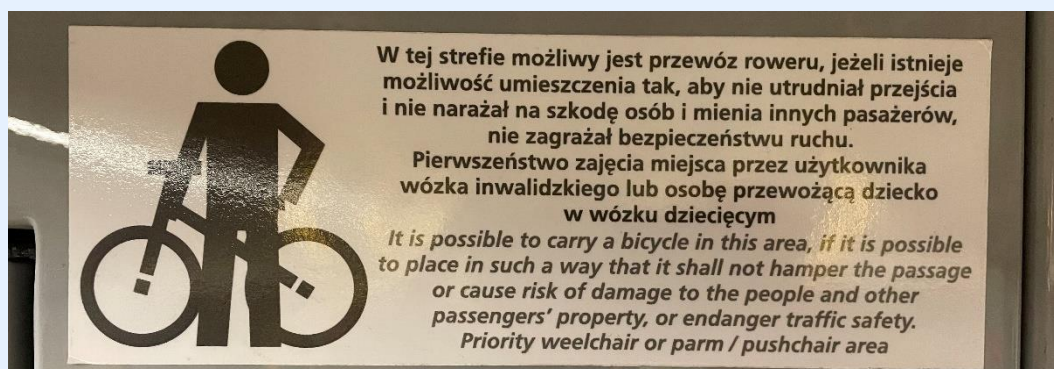 W tej strefie możliwy jest przewóz roweru, jeżeli istnieje
możliwość umieszczenia tak, aby nie utrudniał przejścia
i nie narażał na szkodę osób i mienia innych pasażerów,
nie zagrażał bezpieczeństwu ruchu.
Pierwszeństwo zajęcia miejsca przez użytkownika
wózka inwalidzkiego lub osobę przewożącą dziecko
w wózku dziecięcym
It is possible to carry a bicycle in this area, if it is possible
to place in such a way that it shall not hamper the passage
or cause risk of damage to the people and other
passengers' property, or endanger traffic safety.
Priority weelchair or parm / pushchair area